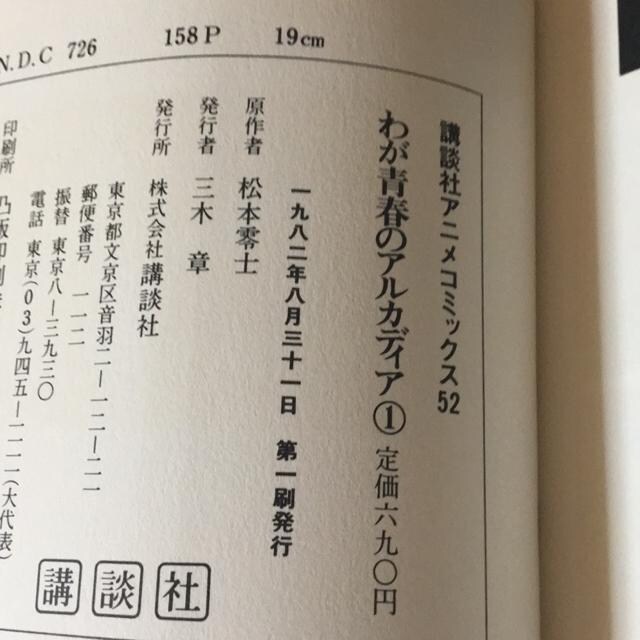 N.D.C 726 158P 19cm
講談社アニメコミックス52
わが青春のアルカディア① 定価六九〇円
一九八二年八月三十一日 第一刷発行
原作者 松本零士
発行者 三木 章
発行所 株式会社講談社
東京都文京区音羽二ー一二ー二一
郵便番号 一一二
振替 東京八ー三九三〇
電話 東京(03)九四五ー一一一一(大代表)
印刷所 凸版印刷
講談社